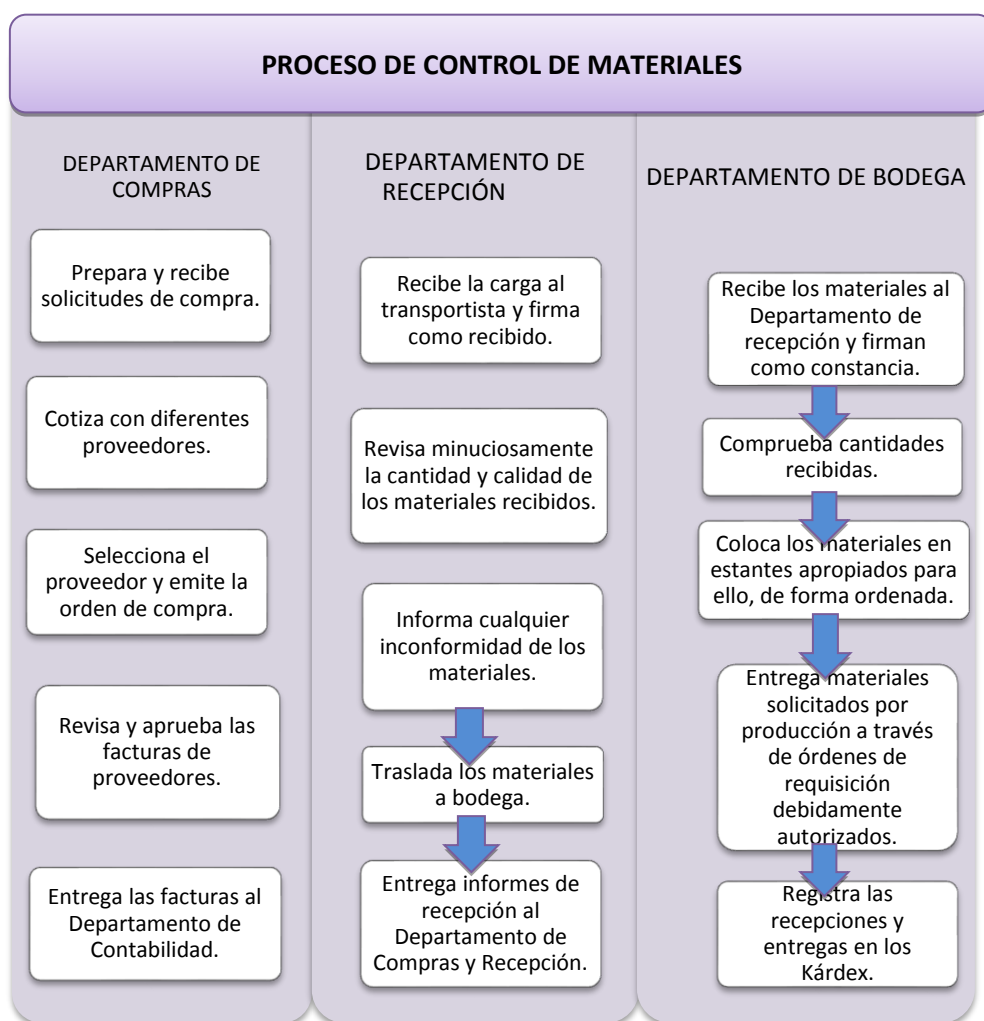 PROCESO DE CONTROL DE MATERIALES
DEPARTAMENTO DE
COMPRAS
Prepara y recibe
solicitudes de compra.
Cotiza con diferentes
proveedores.
Selecciona el
proveedor y emite la
orden de compra.
Revisa y aprueba las
facturas de
proveedores.
Entrega las facturas al
Departamento de
Contabilidad.
DEPARTAMENTO DE
RECEPCIÓN
Recibe la carga al
transportista y firma
como recibido.
Revisa minuciosamente
la cantidad y calidad de
los materiales recibidos.
Informa cualquier
inconformidad de los
materiales.
Traslada los materiales
a bodega.
Entrega informes de
recepción al
Departamento de
Compras y Recepción.
DEPARTAMENTO DE BODEGA
Recibe los materiales al
Departamento de
recepción y firman
como constancia.
Comprueba cantidades
recibidas.
Coloca los materiales en
estantes apropiados para
ello, de forma ordenada.
Entrega materiales
solicitados por
producción a través
de órdenes de
requisición
debidamente
autorizados.
Registra las
recepciones y
entregas en los
Kárdex.